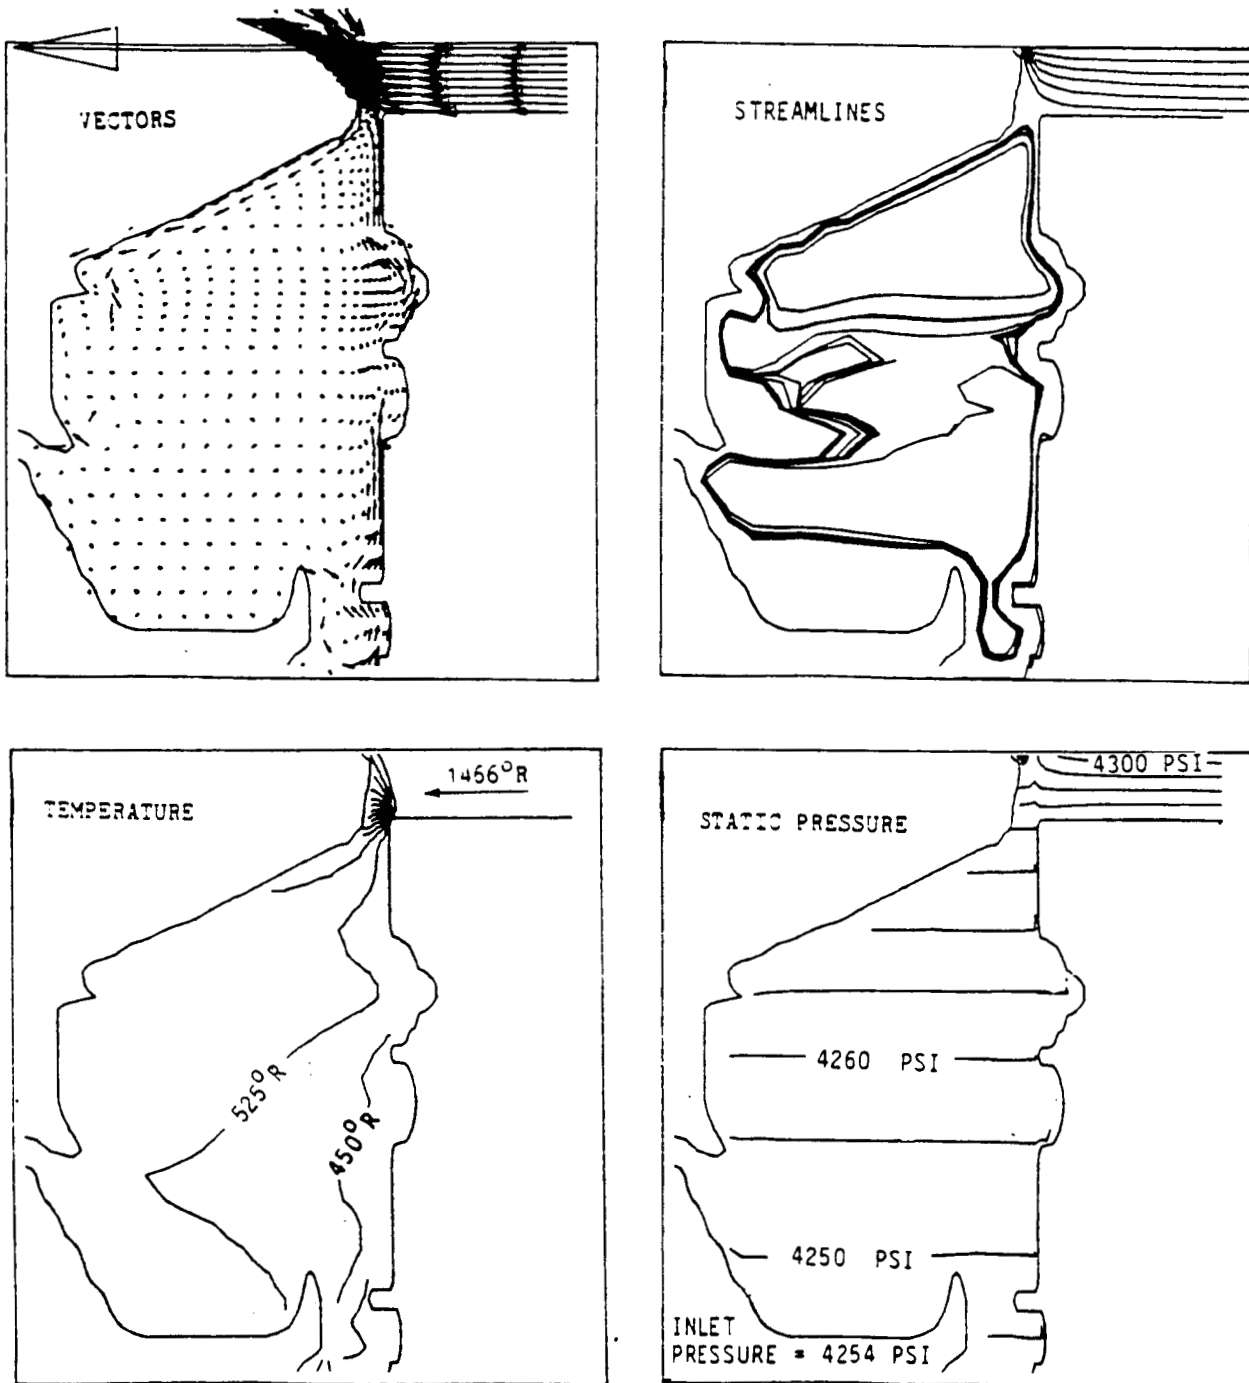 VECTORS
STREAMLINES
TEMPERATURE
1466°R
525°R
450°R
STATIC PRESSURE
4300 PSI
4260 PSI
4250 PSI
INLET
PRESSURE = 4254 PSI